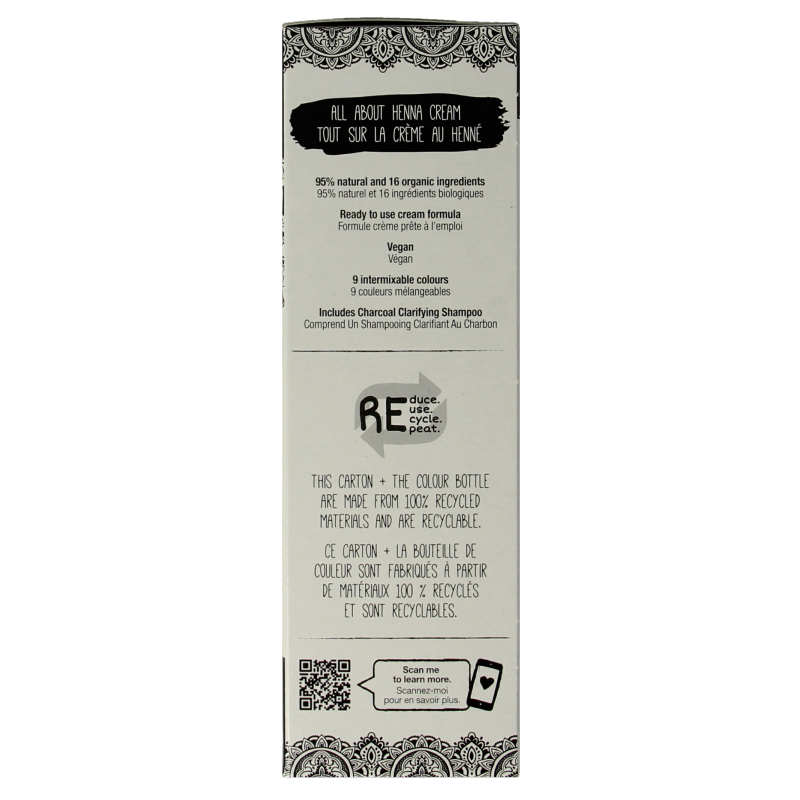 ALL ABOUT HENNA CREAM
TOUT SUR LA CRÈME AU HENNÉ
95% natural and 16 organic ingredients
95% naturel et 16 ingrédients biologiques
Ready to use cream formula
Formule crème prête à l'emploi
Vegan
Végan
9 intermixable colours
9 couleurs mélangeables
Includes Charcoal Clarifying Shampoo
Comprend Un Shampooing Clarifiant Au Charbon
REduce.
use.
cycle.
peat.
THIS CARTON + THE COLOUR BOTTLE
ARE MADE FROM 100% RECYCLED
MATERIALS AND ARE RECYCLABLE.
CE CARTON + LA BOUTEILLE DE
COULEUR SONT FABRIQUÉS À PARTIR
DE MATÉRIAUX 100 % RECYCLÉS
ET SONT RECYCLABLES.
Scan me
to learn more.
Scannez-moi
pour en savoir plus.